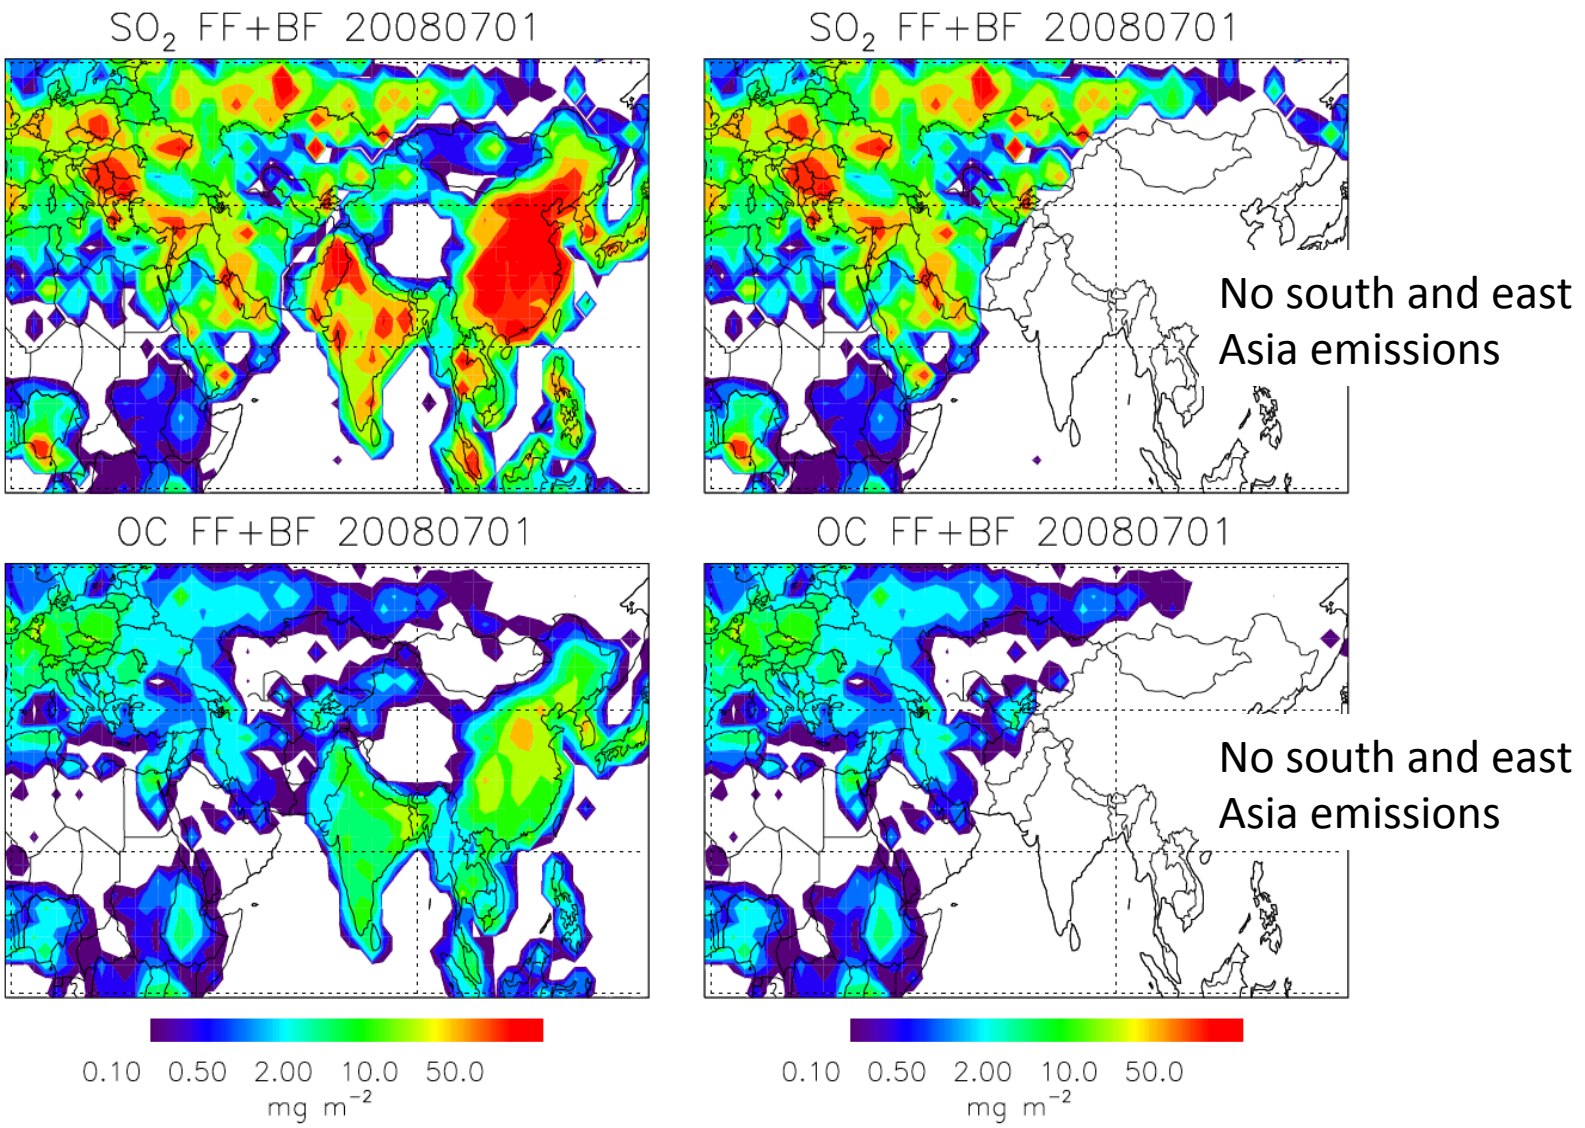 SO₂ FF+BF 20080701
SO₂ FF+BF 20080701
No south and east
Asia emissions
OC FF+BF 20080701
OC FF+BF 20080701
No south and east
Asia emissions
0.10 0.50 2.00 10.0 50.0
mg m⁻²
0.10 0.50 2.00 10.0 50.0
mg m⁻²